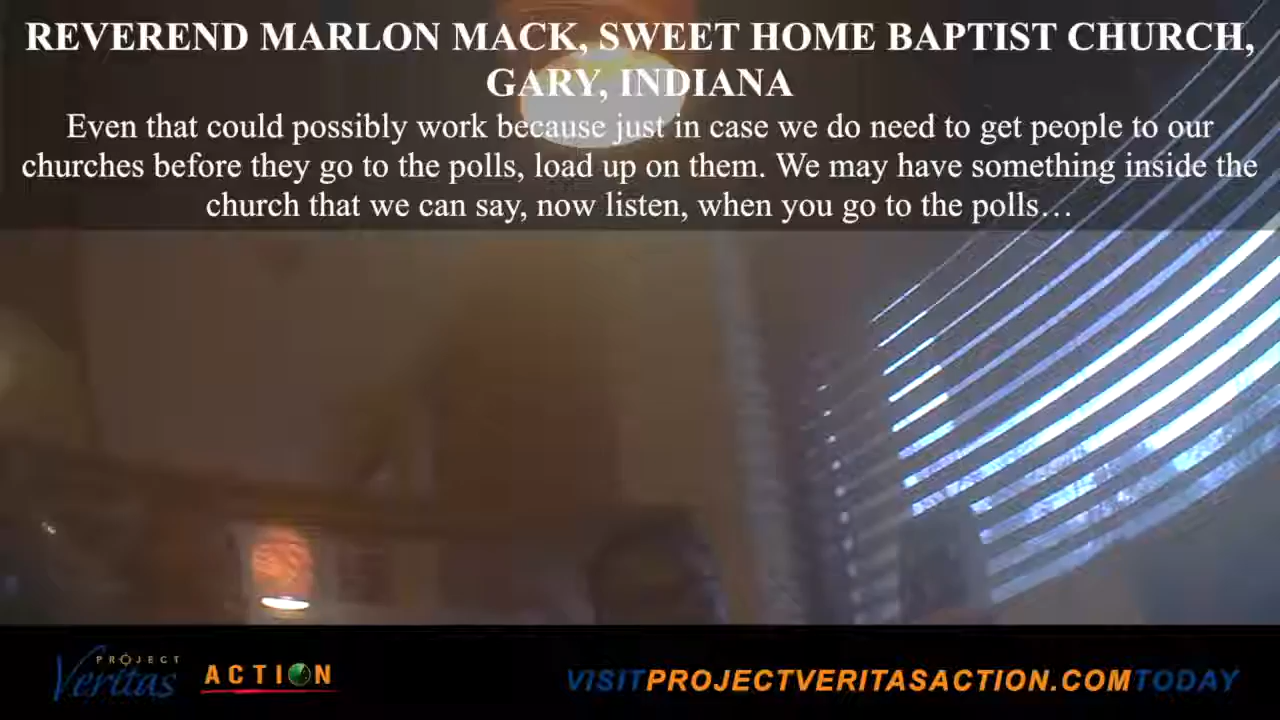 REVEREND MARLON MACK, SWEET HOME BAPTIST CHURCH,
GARY, INDIANA
Even that could possibly work because just in case we do need to get people to our
churches before they go to the polls, load up on them. We may have something inside the
church that we can say, now listen, when you go to the polls…
PROJECT
Veritas
ACTION
VISITPROJECTVERITASACTION.COMTODAY